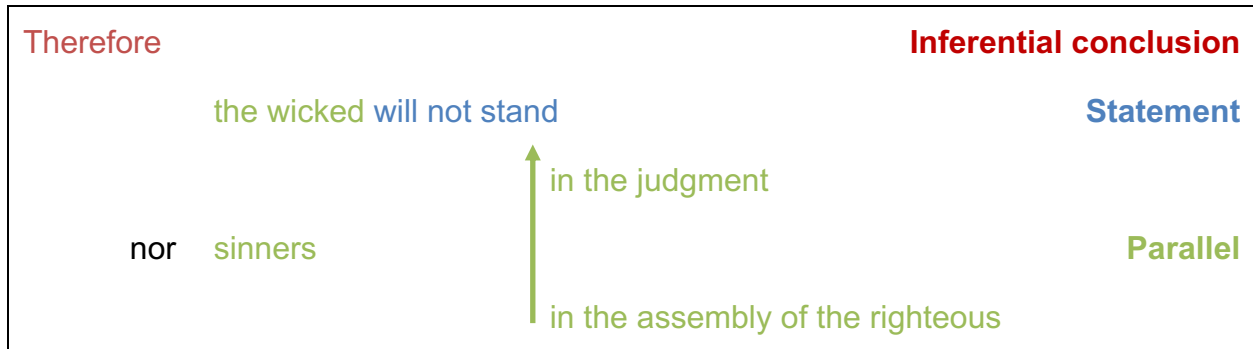 Therefore Inferential conclusion
the wicked will not stand Statement
in the judgment
nor sinners Parallel
in the assembly of the righteous